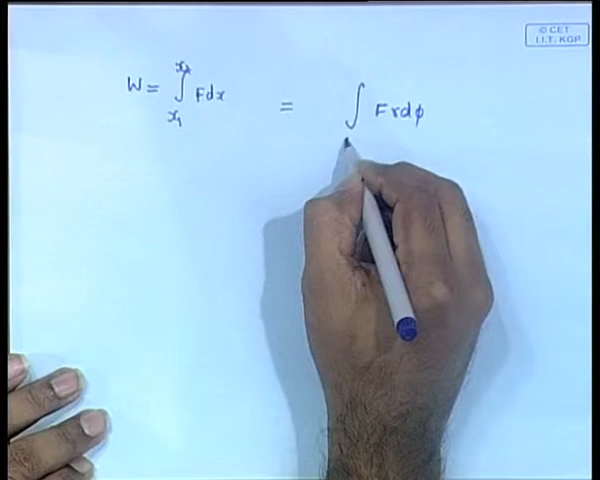 © CET
I.I.T. KGP
W = ∫_{x₁}^{x₂} F dx = ∫ F r dϕ